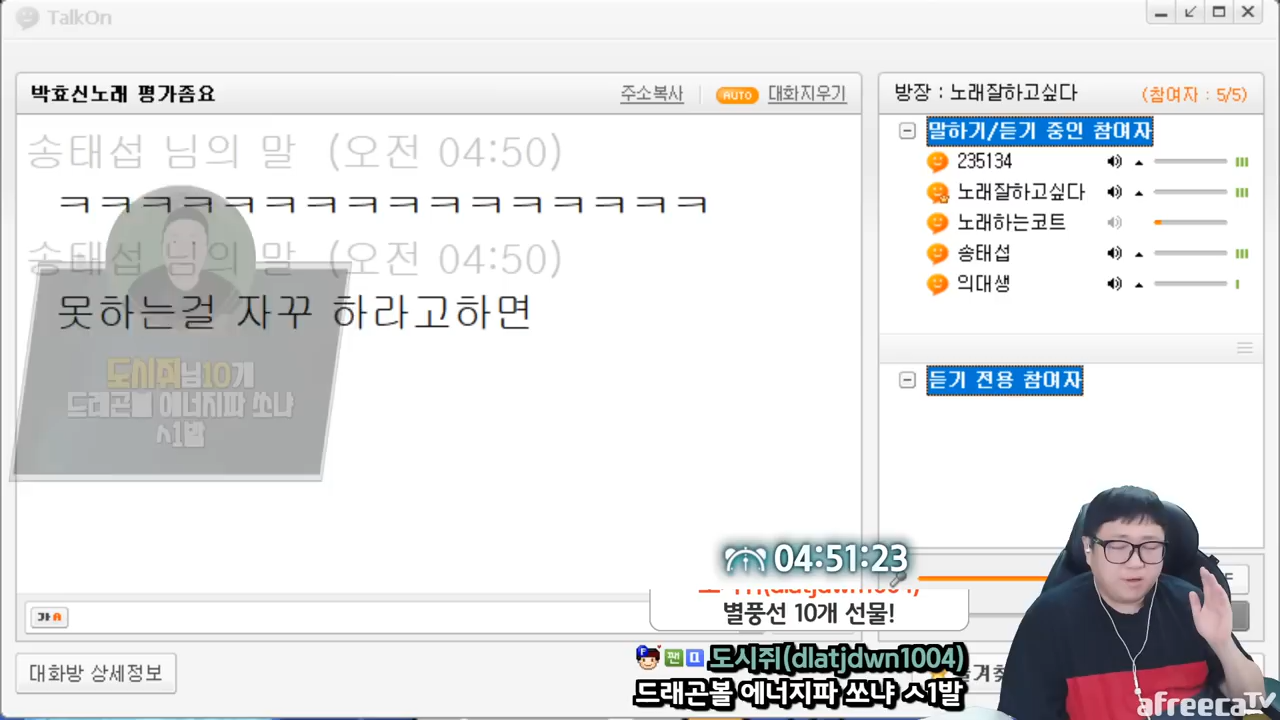 TalkOn
박효신노래 평가좀요
주소복사
AUTO 대화지우기
방장 : 노래잘하고싶다
(참여자 : 5/5)
송태섭 님의 말 (오전 04:50)
ㅋㅋㅋㅋㅋㅋㅋㅋㅋㅋㅋㅋㅋㅋㅋㅋ
송태섭 님의 말 (오전 04:50)
못하는걸 자꾸 하라고하면
도시쥐님10개
드래곤볼 에너지파 쏘냐
ㅅ1발
말하기/듣기 중인 참여자
235134
노래잘하고싶다
노래하는코트
송태섭
익대생
듣기 전용 참여자
04:51:23
별풍선 10개 선물!
가A
팬
도시쥐(dlatjdwn1004)
드래곤볼 에너지파 쏘냐 ㅅ1발
대화방 상세정보
afreecaTV